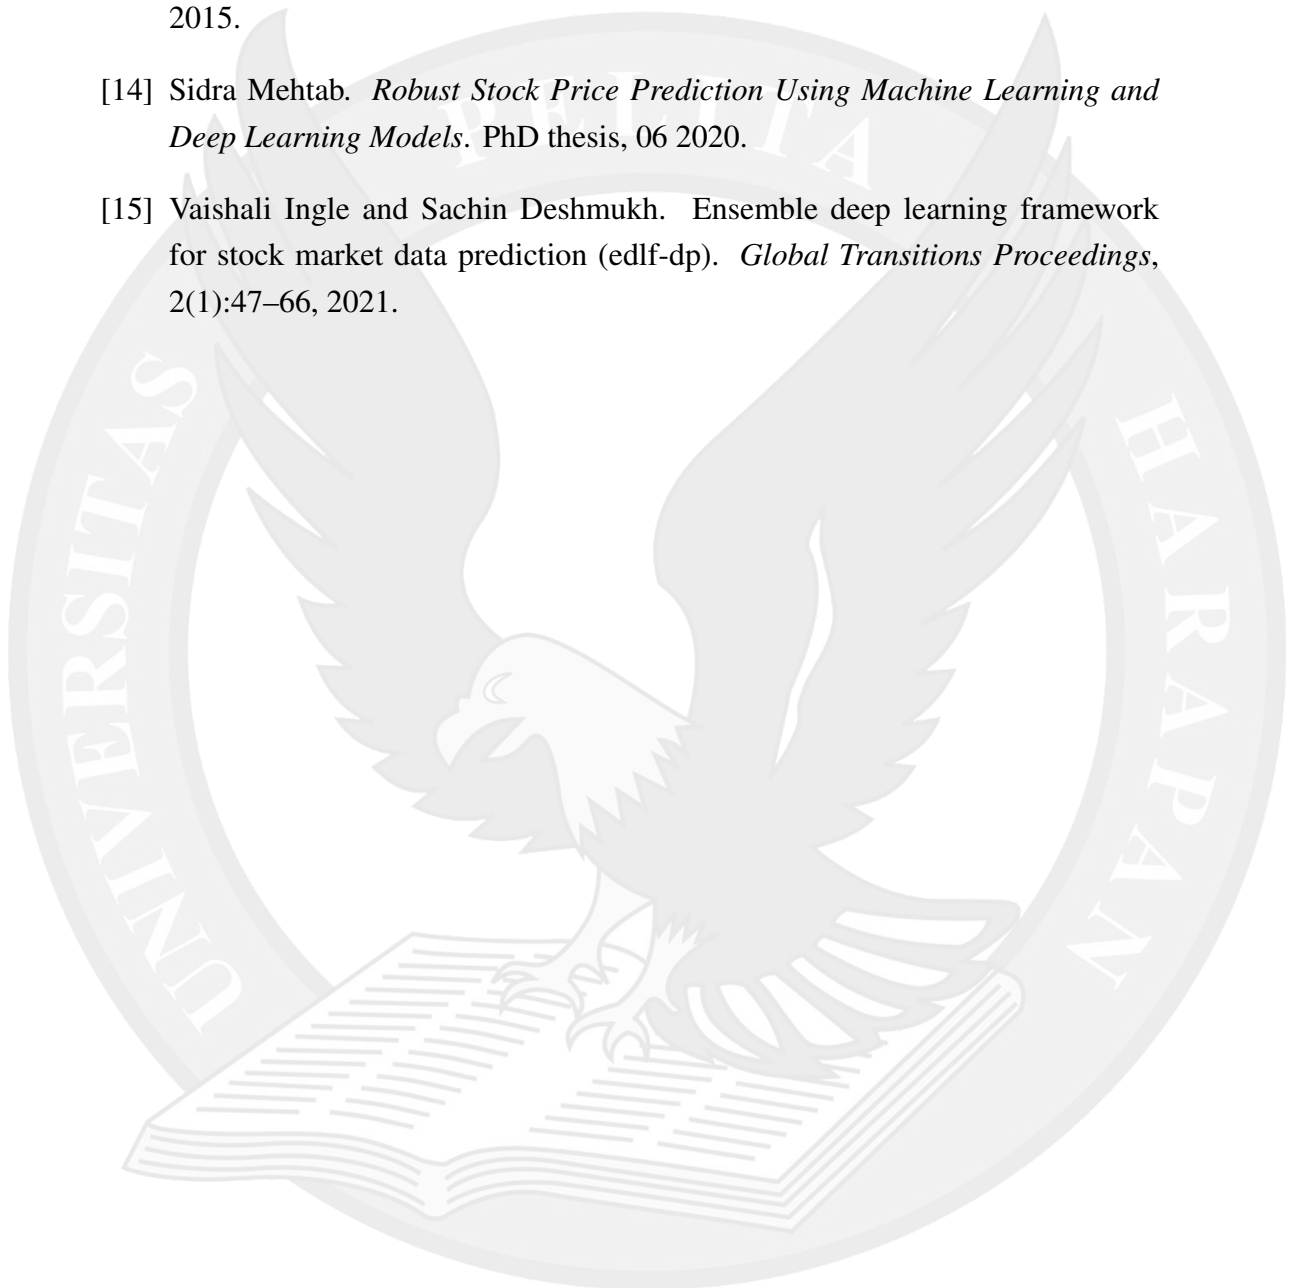 2015.
[14] Sidra Mehtab. Robust Stock Price Prediction Using Machine Learning and
Deep Learning Models. PhD thesis, 06 2020.
[15] Vaishali Ingle and Sachin Deshmukh. Ensemble deep learning framework
for stock market data prediction (edlf-dp). Global Transitions Proceedings,
2(1):47–66, 2021.
UNIVERSITAS PELITA HARAPAN